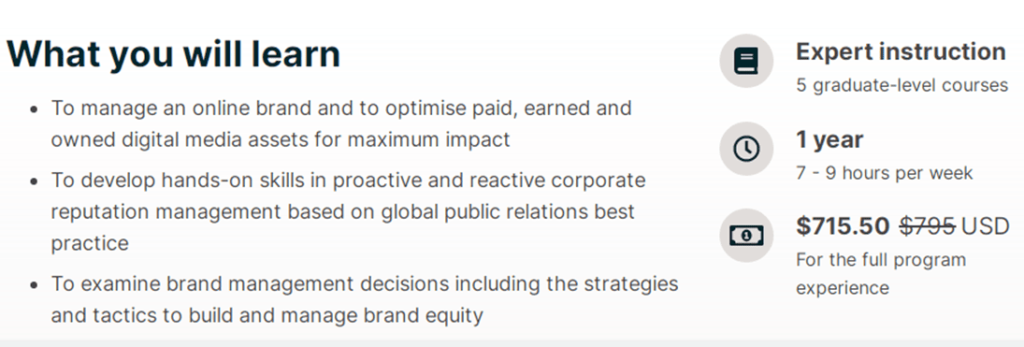 What you will learn
• To manage an online brand and to optimise paid, earned and
owned digital media assets for maximum impact
• To develop hands-on skills in proactive and reactive corporate
reputation management based on global public relations best
practice
• To examine brand management decisions including the strategies
and tactics to build and manage brand equity
Expert instruction
5 graduate-level courses
1 year
7 - 9 hours per week
$715.50 $795 USD
For the full program
experience